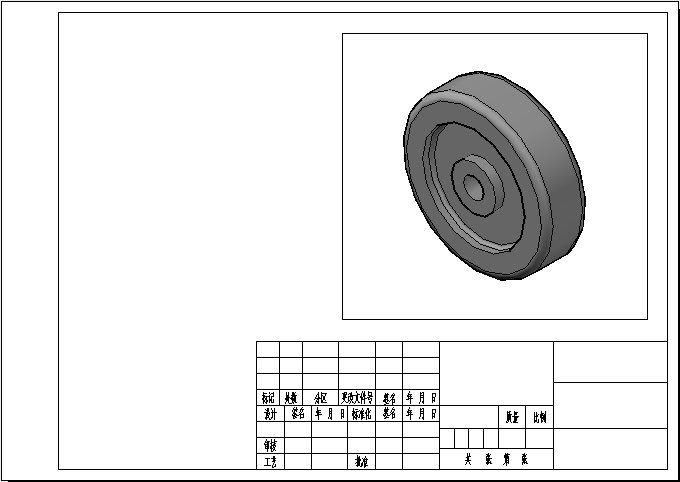 标记 处数 分区 更改文件号 签名 年 月 日
设计 签名 年 月 日 标准化 签名 年 月 日
质量 比例
审核
工艺 批准
共 张 第 张